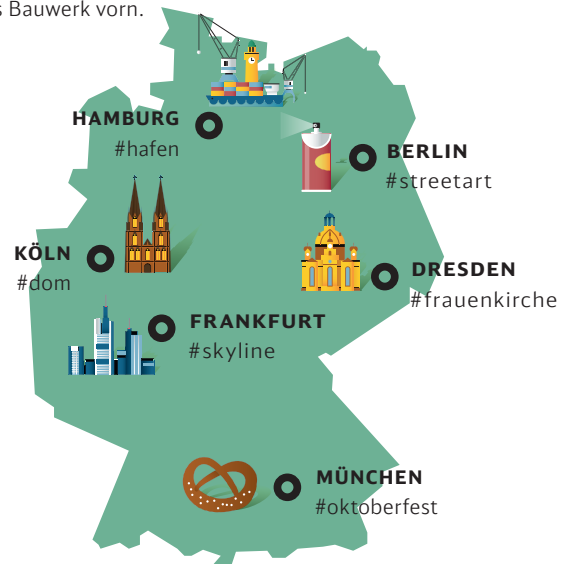 s Bauwerk vorn.
HAMBURG
#hafen
BERLIN
#streetart
KÖLN
#dom
DRESDEN
#frauenkirche
FRANKFURT
#skyline
MÜNCHEN
#oktoberfest